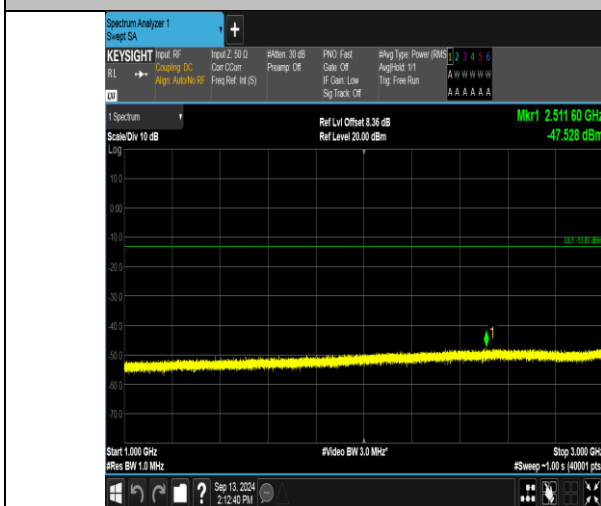 Spectrum Analyzer 1
Swept SA
KEYSIGHT Input: RF Input Z: 50 Ω #Atten: 30 dB PNO: Fast #Avg Type: Power (RMS 1 2 3 4 5 6
RL Coupling: DC Corr CCorr Preamp: Off Gate: Off Avg|Hold: 1/1 A W W W W W
Align: Auto/No RF Freq Ref: Int (S) IF Gain: Low Trig: Free Run
LXI Sig Track: Off A A A A A A
1 Spectrum Ref Lvl Offset 8.36 dB Mkr1 2.511 60 GHz
Scale/Div 10 dB Ref Level 20.00 dBm -47.528 dBm
Log
10.0
0.00
-10.0
DL1 -13.00 dBm
-20.0
-30.0
-40.0
1
-50.0
-60.0
-70.0
Start 1.000 GHz #Video BW 3.0 MHz* Stop 3.000 GHz
#Res BW 1.0 MHz #Sweep ~1.00 s (40001 pts
Sep 13, 2024
2:12:40 PM